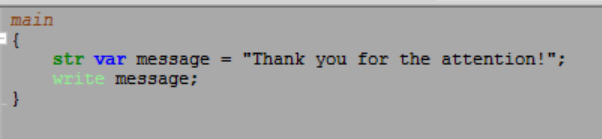 main
{
str var message = "Thank you for the attention!";
write message;
}